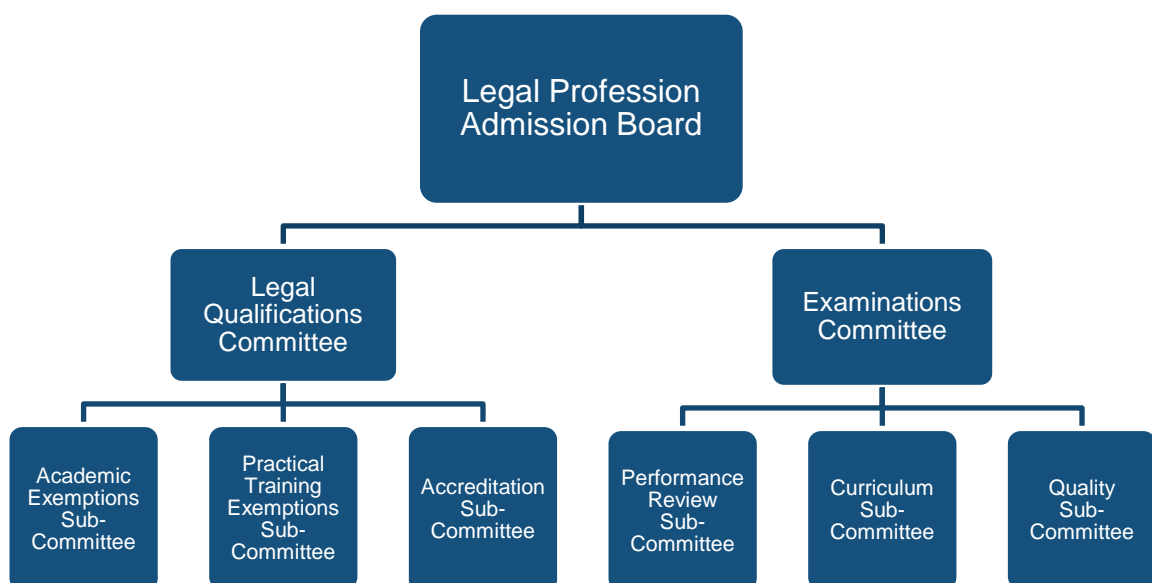 Legal Profession
Admission Board
Legal
Qualifications
Committee
Examinations
Committee
Academic
Exemptions
Sub-
Committee
Practical
Training
Exemptions
Sub-
Committee
Accreditation
Sub-
Committee
Performance
Review
Sub-
Committee
Curriculum
Sub-
Committee
Quality
Sub-
Committee